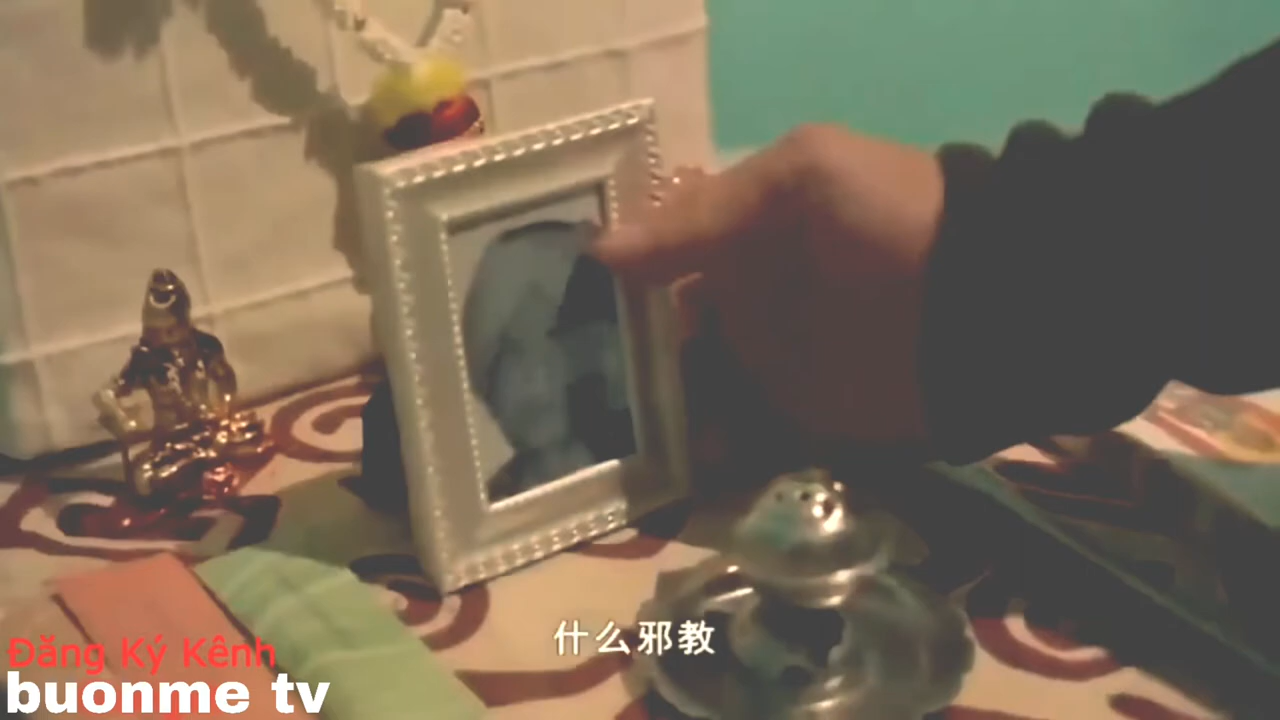 什么邪教
Đăng Ký Kênh
buonme tv